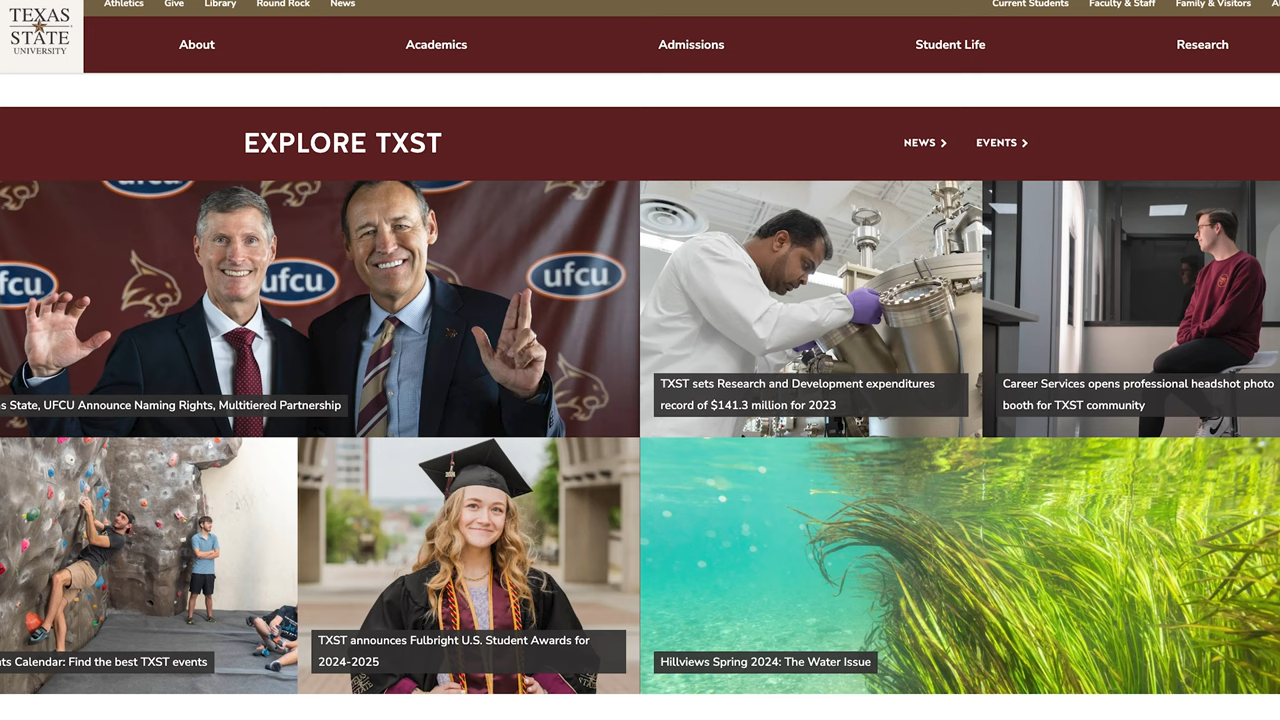 Athletics Give Library Round Rock News Current Students Faculty & Staff Family & Visitors
TEXAS
STATE
UNIVERSITY
About Academics Admissions Student Life Research
EXPLORE TXST NEWS EVENTS
ufcu
fcu
ufcu
ufcu
s State, UFCU Announce Naming Rights, Multitiered Partnership
TXST sets Research and Development expenditures
record of $141.3 million for 2023
Career Services opens professional headshot photo
booth for TXST community
ts Calendar: Find the best TXST events
TXST announces Fulbright U.S. Student Awards for
2024-2025
Hillviews Spring 2024: The Water Issue